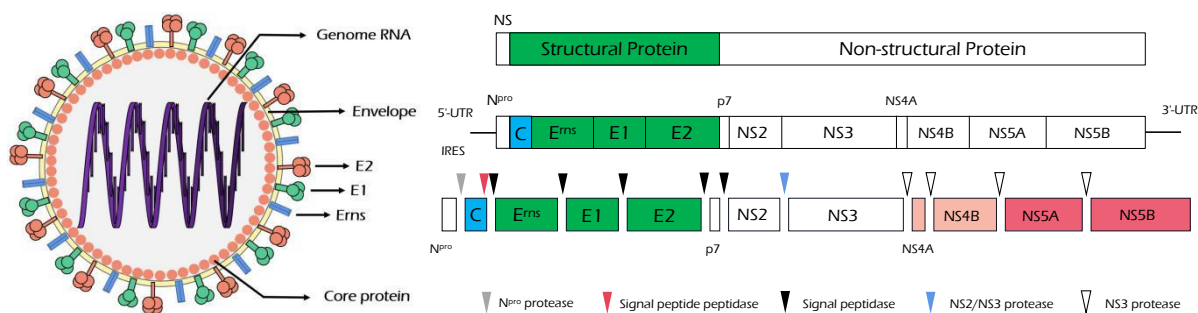 Genome RNA
Envelope
E2
E1
Erns
Core protein
NS
Structural Protein
Non-structural Protein
Nᵖʳᵒ
p7
NS4A
5'-UTR
3'-UTR
IRES
C
Eʳⁿˢ
E1
E2
NS2
NS3
NS4B
NS5A
NS5B
C
Eʳⁿˢ
E1
E2
NS2
NS3
NS4B
NS5A
NS5B
Nᵖʳᵒ
p7
NS4A
Nᵖʳᵒ protease
Signal peptide peptidase
Signal peptidase
NS2/NS3 protease
NS3 protease